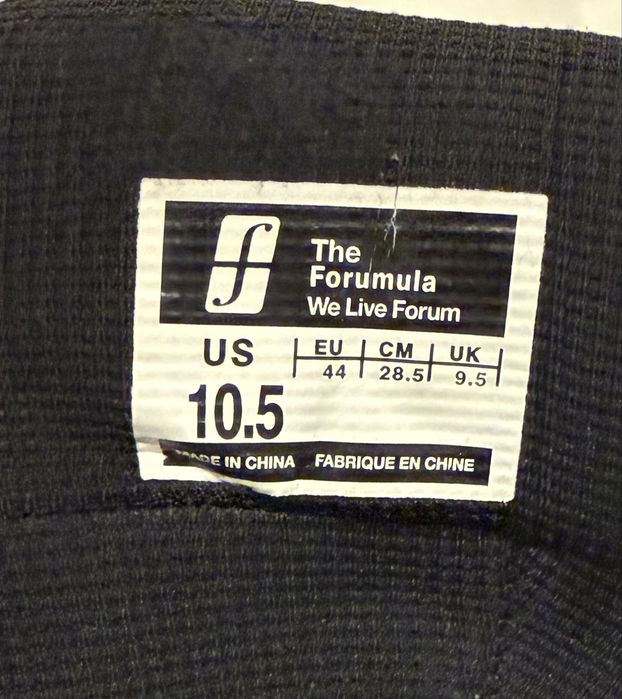 f
The
Forumula
We Live Forum
US
10.5
EU CM UK
44 28.5 9.5
MADE IN CHINA FABRIQUE EN CHINE